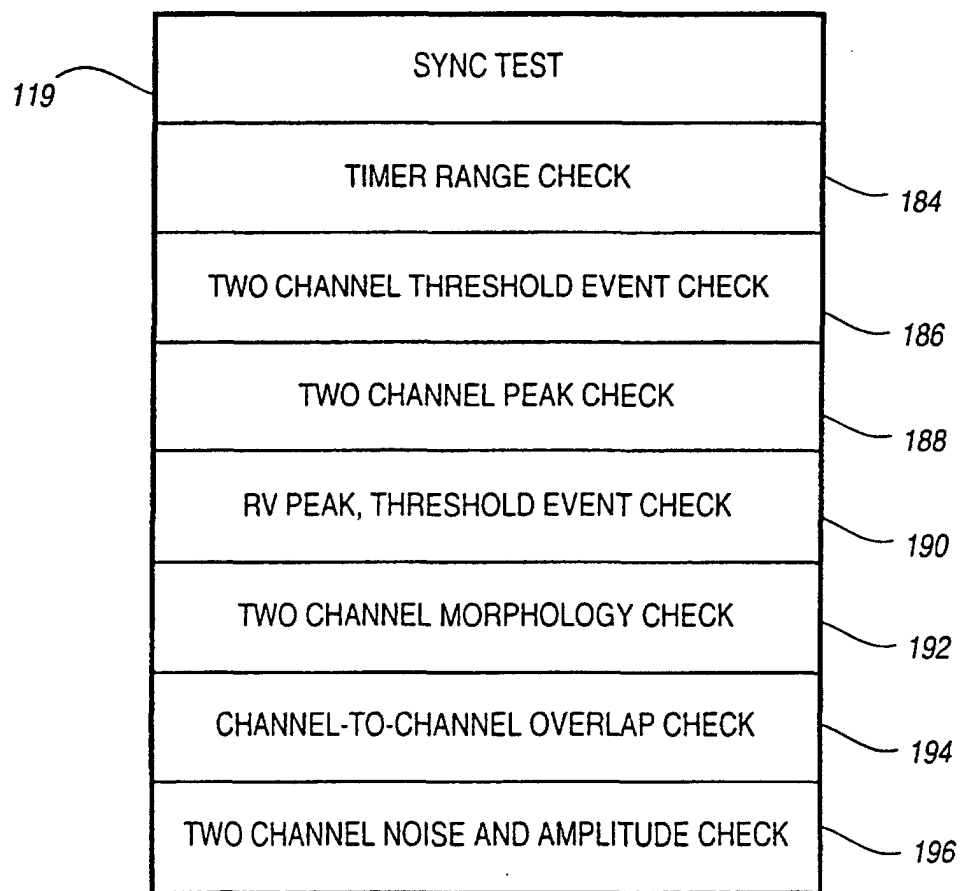 SYNC TEST
119
TIMER RANGE CHECK
184
TWO CHANNEL THRESHOLD EVENT CHECK
186
TWO CHANNEL PEAK CHECK
188
RV PEAK, THRESHOLD EVENT CHECK
190
TWO CHANNEL MORPHOLOGY CHECK
192
CHANNEL-TO-CHANNEL OVERLAP CHECK
194
TWO CHANNEL NOISE AND AMPLITUDE CHECK
196